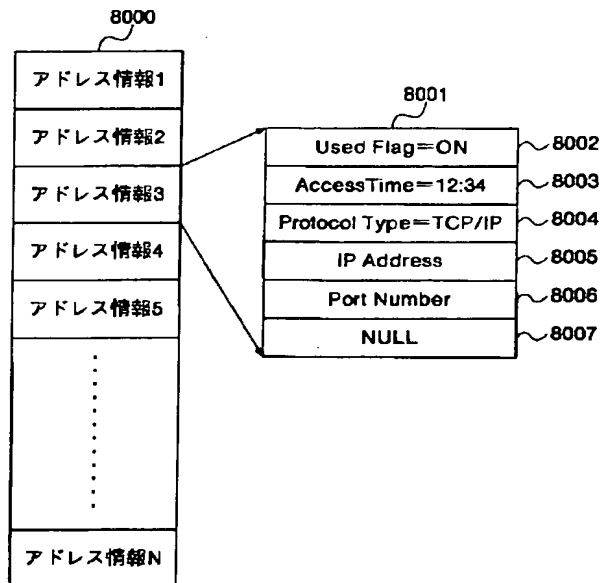 8000
アドレス情報1
アドレス情報2
アドレス情報3
アドレス情報4
アドレス情報5
アドレス情報N
8001
Used Flag=ON
8002
AccessTime=12:34
8003
Protocol Type=TCP/IP
8004
IP Address
8005
Port Number
8006
NULL
8007